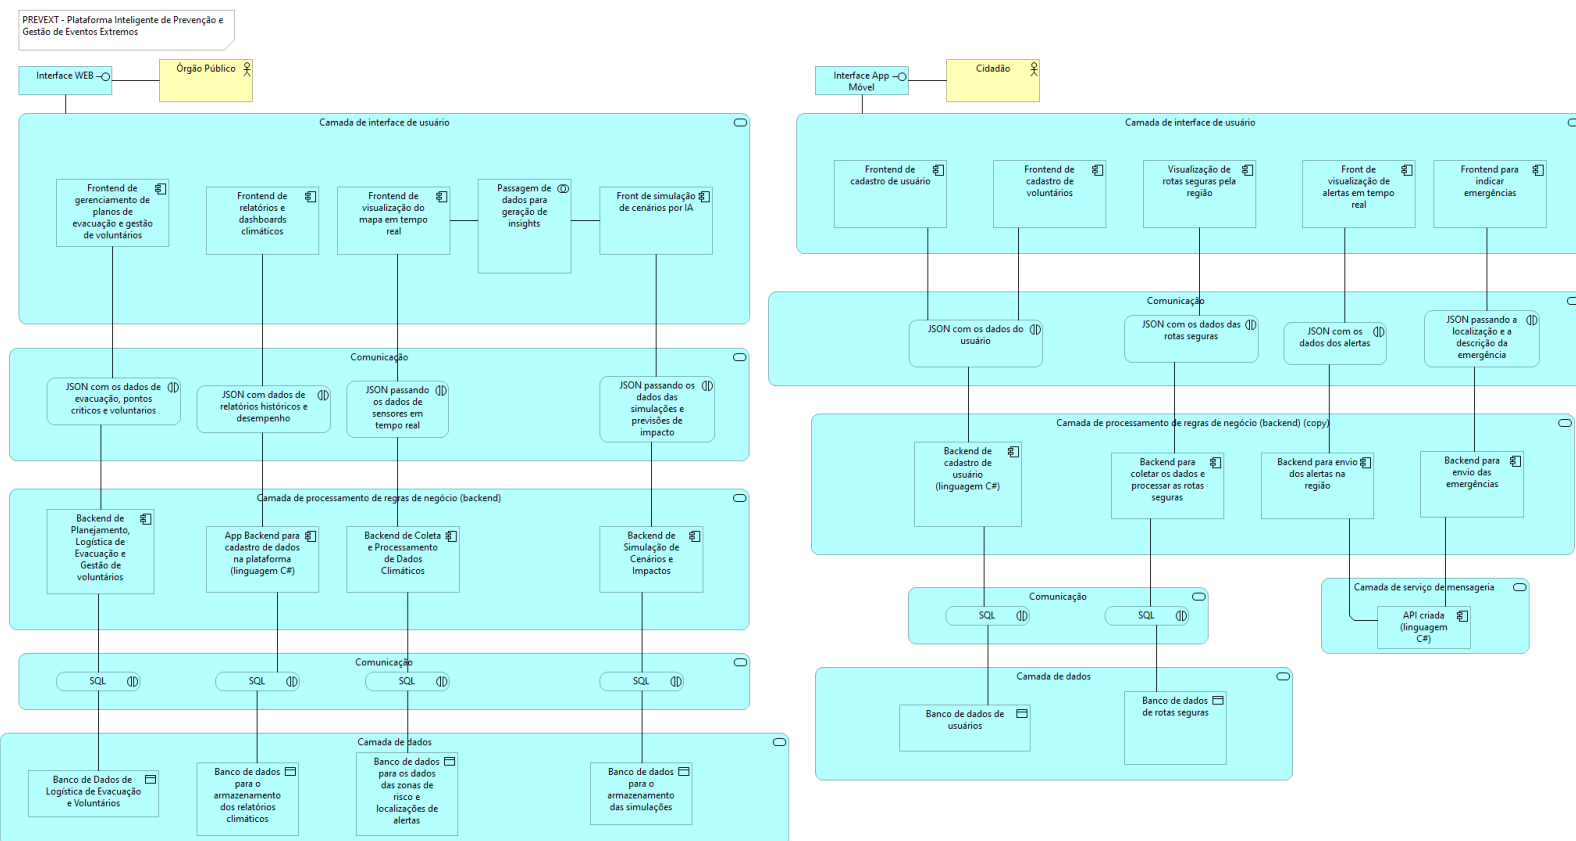 PREVEXT - Plataforma Inteligente de Prevenção e
Gestão de Eventos Extremos
Interface WEB
Órgão Público
Camada de interface de usuário
Frontend de
gerenciamento de
planos de
evacuação e gestão
de voluntários
Frontend de
relatórios e
dashboards
climáticos
Frontend de
visualização do
mapa em tempo
real
Passagem de
dados para
geração de
insights
Front de simulação
de cenários por IA
Comunicação
JSON com os dados de
evacuação, pontos
criticos e voluntarios
JSON com dados de
relatórios históricos e
desempenho
JSON passando
os dados de
sensores em
tempo real
JSON passando os
dados das
simulações e
previsões de
impacto
Camada de processamento de regras de negócio (backend)
Backend de
Planejamento,
Logística de
Evacuação e
Gestão de
voluntários
App Backend para
cadastro de dados
na plataforma
(linguagem C#)
Backend de Coleta
e Processamento
de Dados
Climáticos
Backend de
Simulação de
Cenários e
Impactos
Comunicação
SQL
SQL
SQL
SQL
Camada de dados
Banco de Dados de
Logística de Evacuação
e Voluntários
Banco de dados
para o
armazenamento
dos relatórios
climáticos
Banco de dados
para os dados
das zonas de
risco e
localizações de
alertas
Banco de dados
para o
armazenamento
das simulações
Interface App
Móvel
Cidadão
Camada de interface de usuário
Frontend de
cadastro de usuário
Frontend de
cadastro de
voluntários
Visualização de
rotas seguras pela
região
Front de
visualização de
alertas em tempo
real
Frontend para
indicar
emergências
Comunicação
JSON com os dados do
usuário
JSON com os dados das
rotas seguras
JSON com os
dados dos alertas
JSON passando a
localização e a
descrição da
emergência
Camada de processamento de regras de negócio (backend) (copy)
Backend de
cadastro de
usuário
(linguagem C#)
Backend para
coletar os dados e
processar as rotas
seguras
Backend para envio
dos alertas na
região
Backend para
envio das
emergências
Comunicação
SQL
SQL
Camada de serviço de mensageria
API criada
(linguagem
C#)
Camada de dados
Banco de dados de
usuários
Banco de dados
de rotas seguras